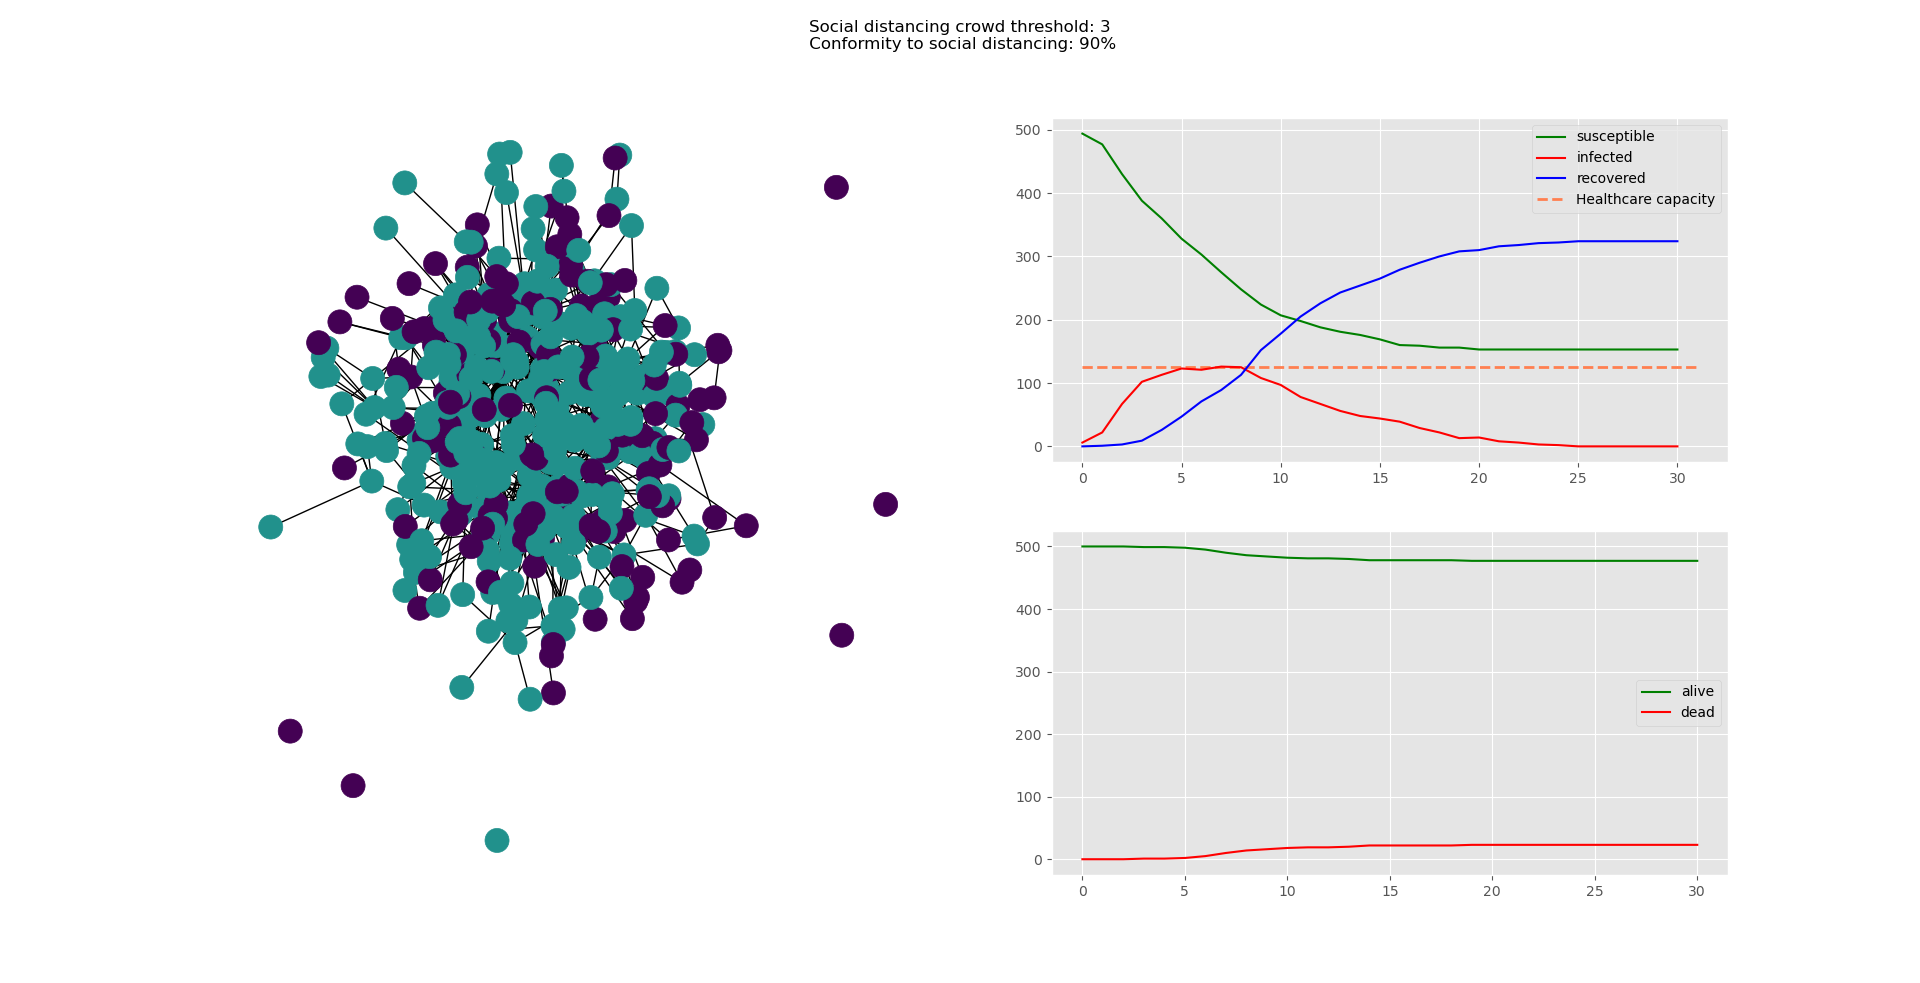 Social distancing crowd threshold: 3
Conformity to social distancing: 90%
500
400
300
200
100
0
susceptible
infected
recovered
Healthcare capacity
0 5 10 15 20 25 30
500
400
300
200
100
0
alive
dead
0 5 10 15 20 25 30